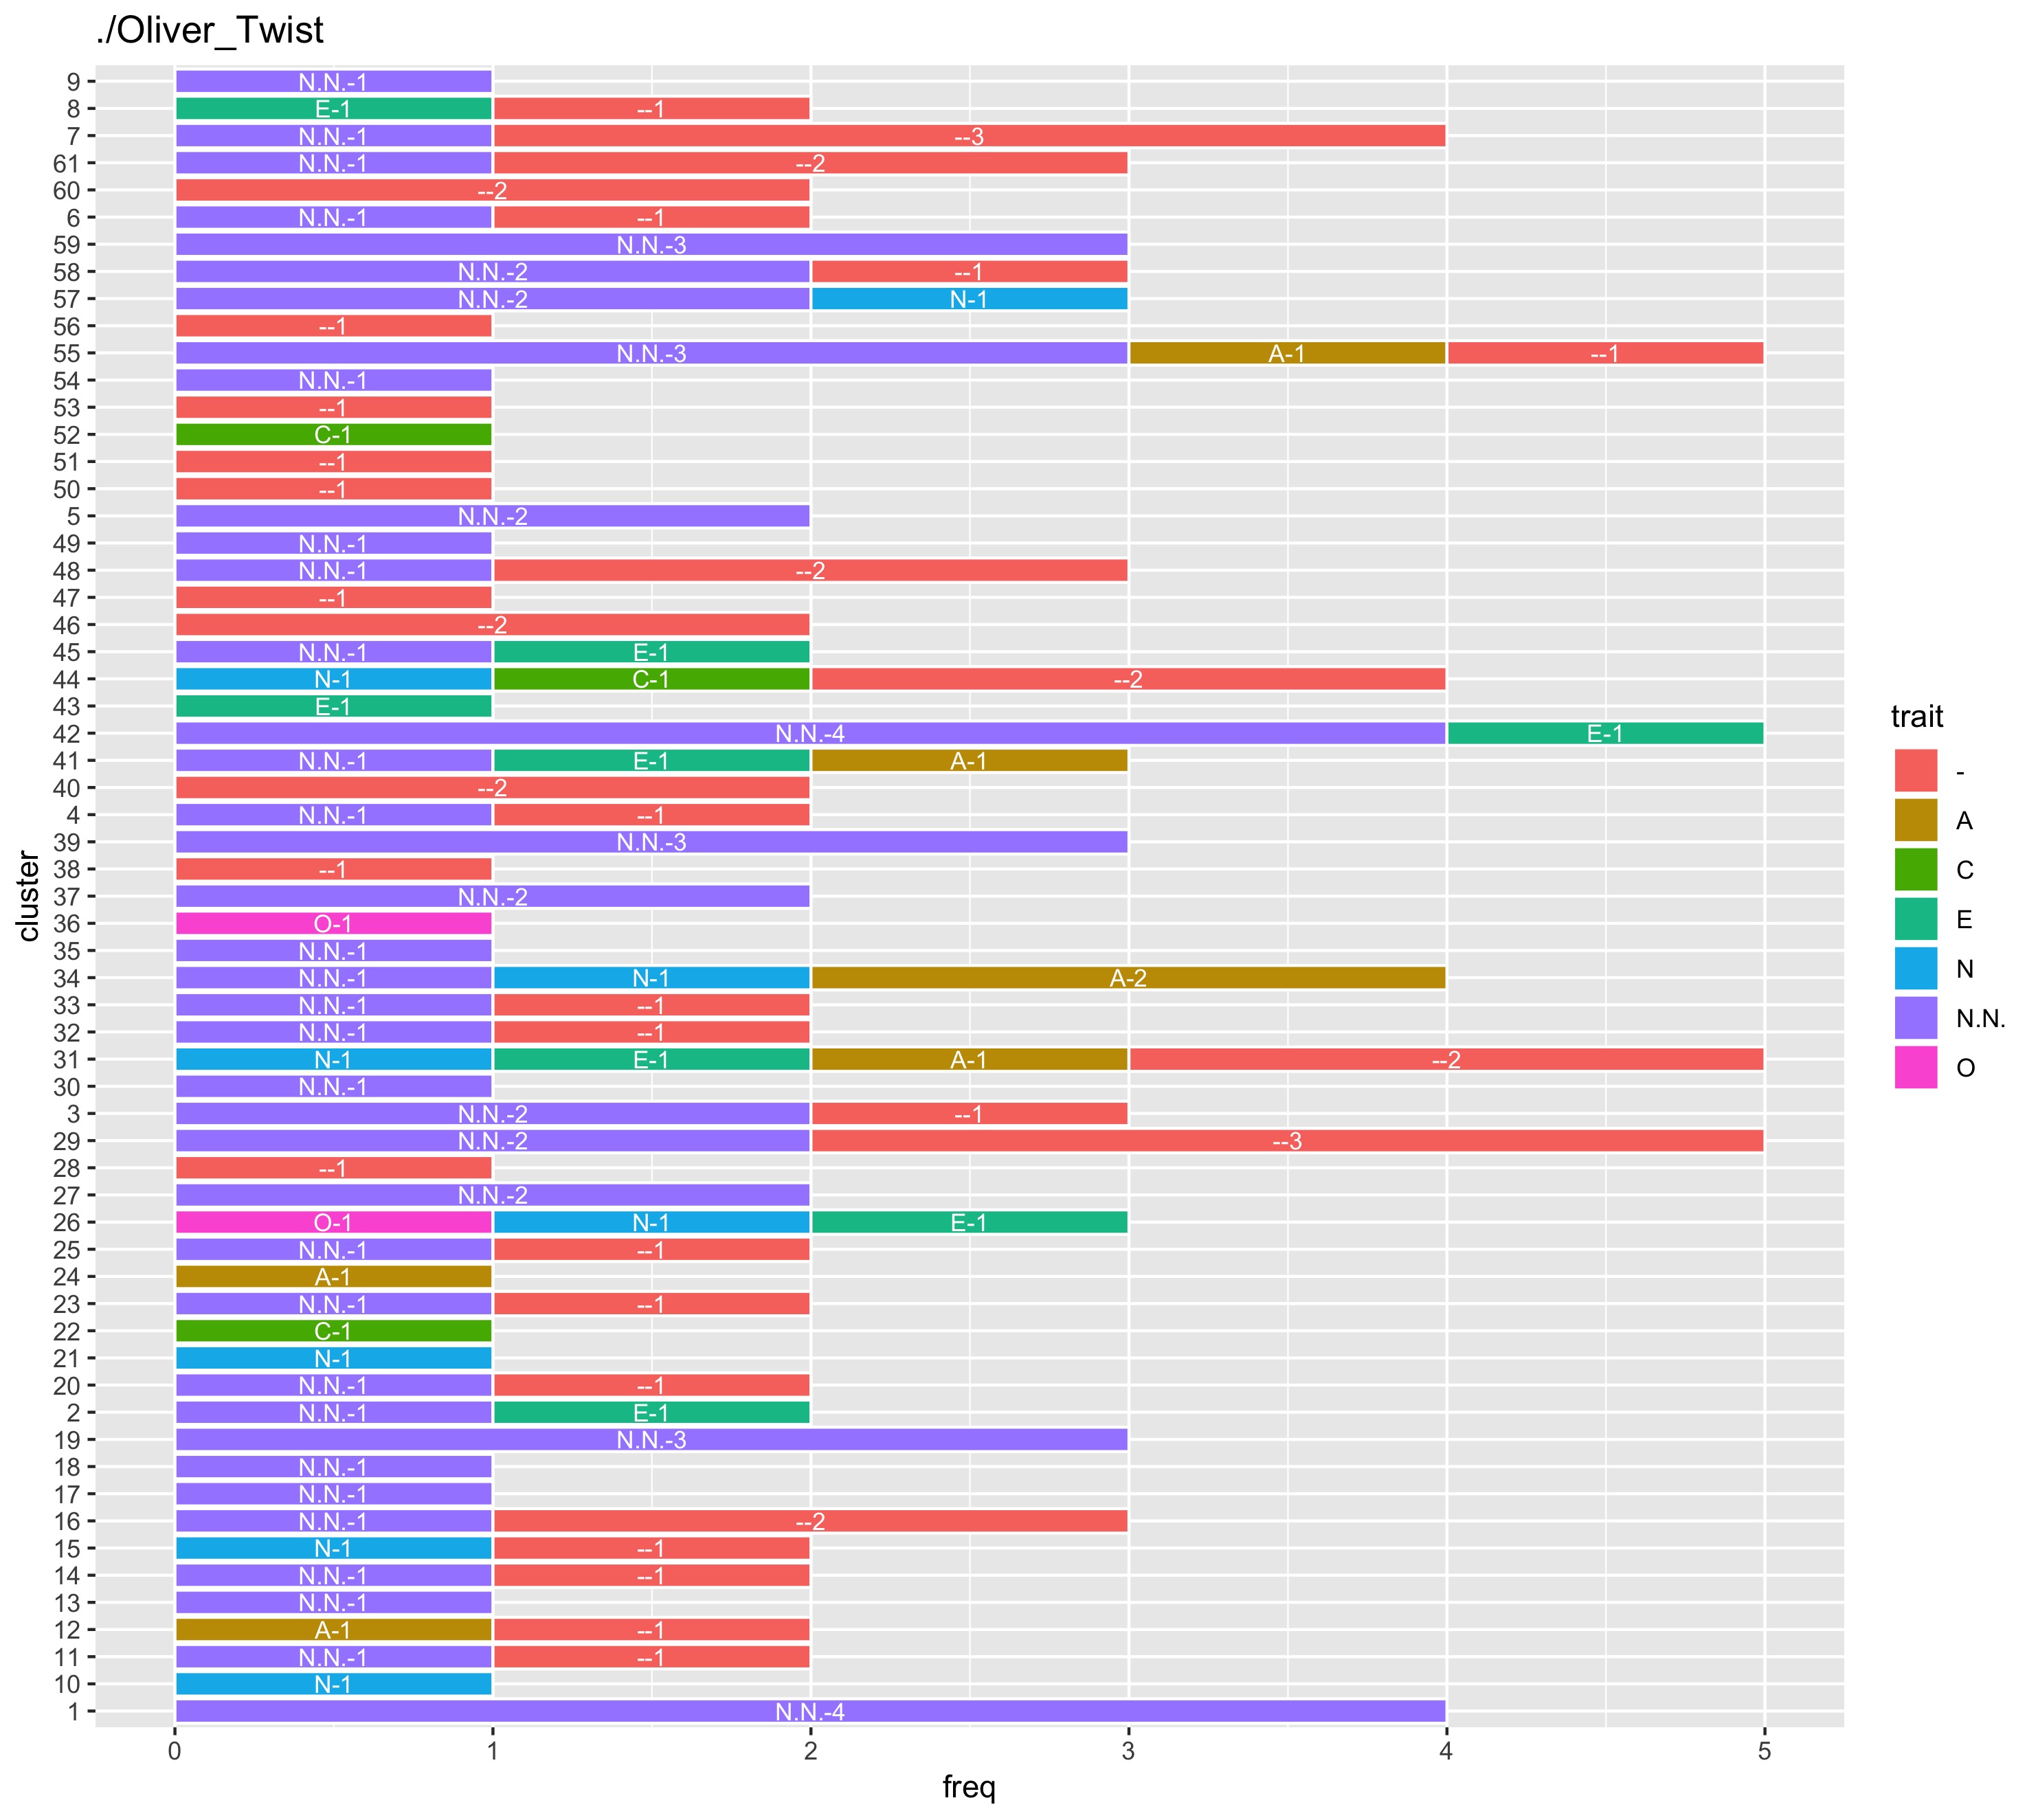 ./Oliver_Twist
9 N.N.-1
8 E-1 --1
7 N.N.-1 --3
61 N.N.-1 --2
60 --2
6 N.N.-1 --1
59 N.N.-3
58 N.N.-2 --1
57 N.N.-2 N-1
56 --1
55 N.N.-3 A-1 --1
54 N.N.-1
53 --1
52 C-1
51 --1
50 --1
5 N.N.-2
49 N.N.-1
48 N.N.-1 --2
47 --1
46 --2
45 N.N.-1 E-1
44 N-1 C-1 --2
43 E-1
42 N.N.-4 E-1
41 N.N.-1 E-1 A-1
40 --2
4 N.N.-1 --1
39 N.N.-3
38 --1
37 N.N.-2
36 O-1
35 N.N.-1
34 N.N.-1 N-1 A-2
33 N.N.-1 --1
32 N.N.-1 --1
31 N-1 E-1 A-1 --2
30 N.N.-1
3 N.N.-2 --1
29 N.N.-2 --3
28 --1
27 N.N.-2
26 O-1 N-1 E-1
25 N.N.-1 --1
24 A-1
23 N.N.-1 --1
22 C-1
21 N-1
20 N.N.-1 --1
2 N.N.-1 E-1
19 N.N.-3
18 N.N.-1
17 N.N.-1
16 N.N.-1 --2
15 N-1 --1
14 N.N.-1 --1
13 N.N.-1
12 A-1 --1
11 N.N.-1 --1
10 N-1
1 N.N.-4
0 1 2 3 4 5
freq
cluster
trait
-
A
C
E
N
N.N.
O